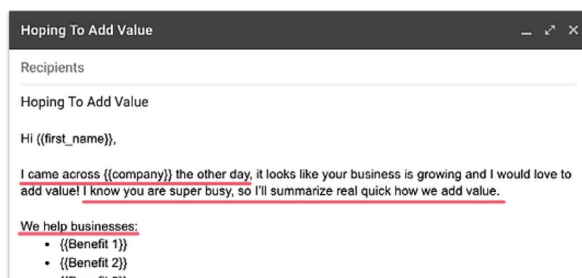 Hoping To Add Value
Recipients
Hoping To Add Value
Hi {{first_name}},
I came across {{company}} the other day, it looks like your business is growing and I would love to
add value! I know you are super busy, so I'll summarize real quick how we add value.
We help businesses:
• {{Benefit 1}}
• {{Benefit 2}}